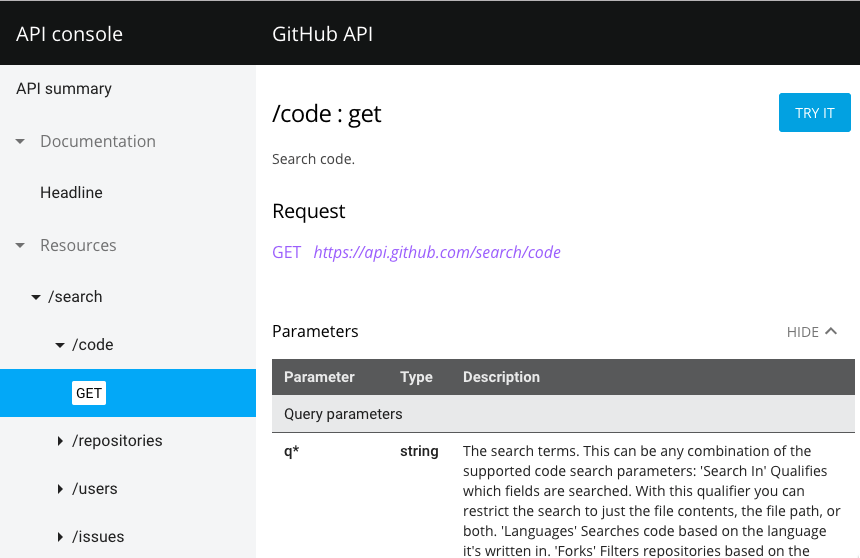 API console
GitHub API
API summary
Documentation
Headline
Resources
/search
/code
GET
/repositories
/users
/issues
/code : get
TRY IT
Search code.
Request
GET https://api.github.com/search/code
Parameters
HIDE
Parameter Type Description
Query parameters
q* string The search terms. This can be any combination of the
supported code search parameters: 'Search In' Qualifies
which fields are searched. With this qualifier you can
restrict the search to just the file contents, the file path, or
both. 'Languages' Searches code based on the language
it's written in. 'Forks' Filters repositories based on the